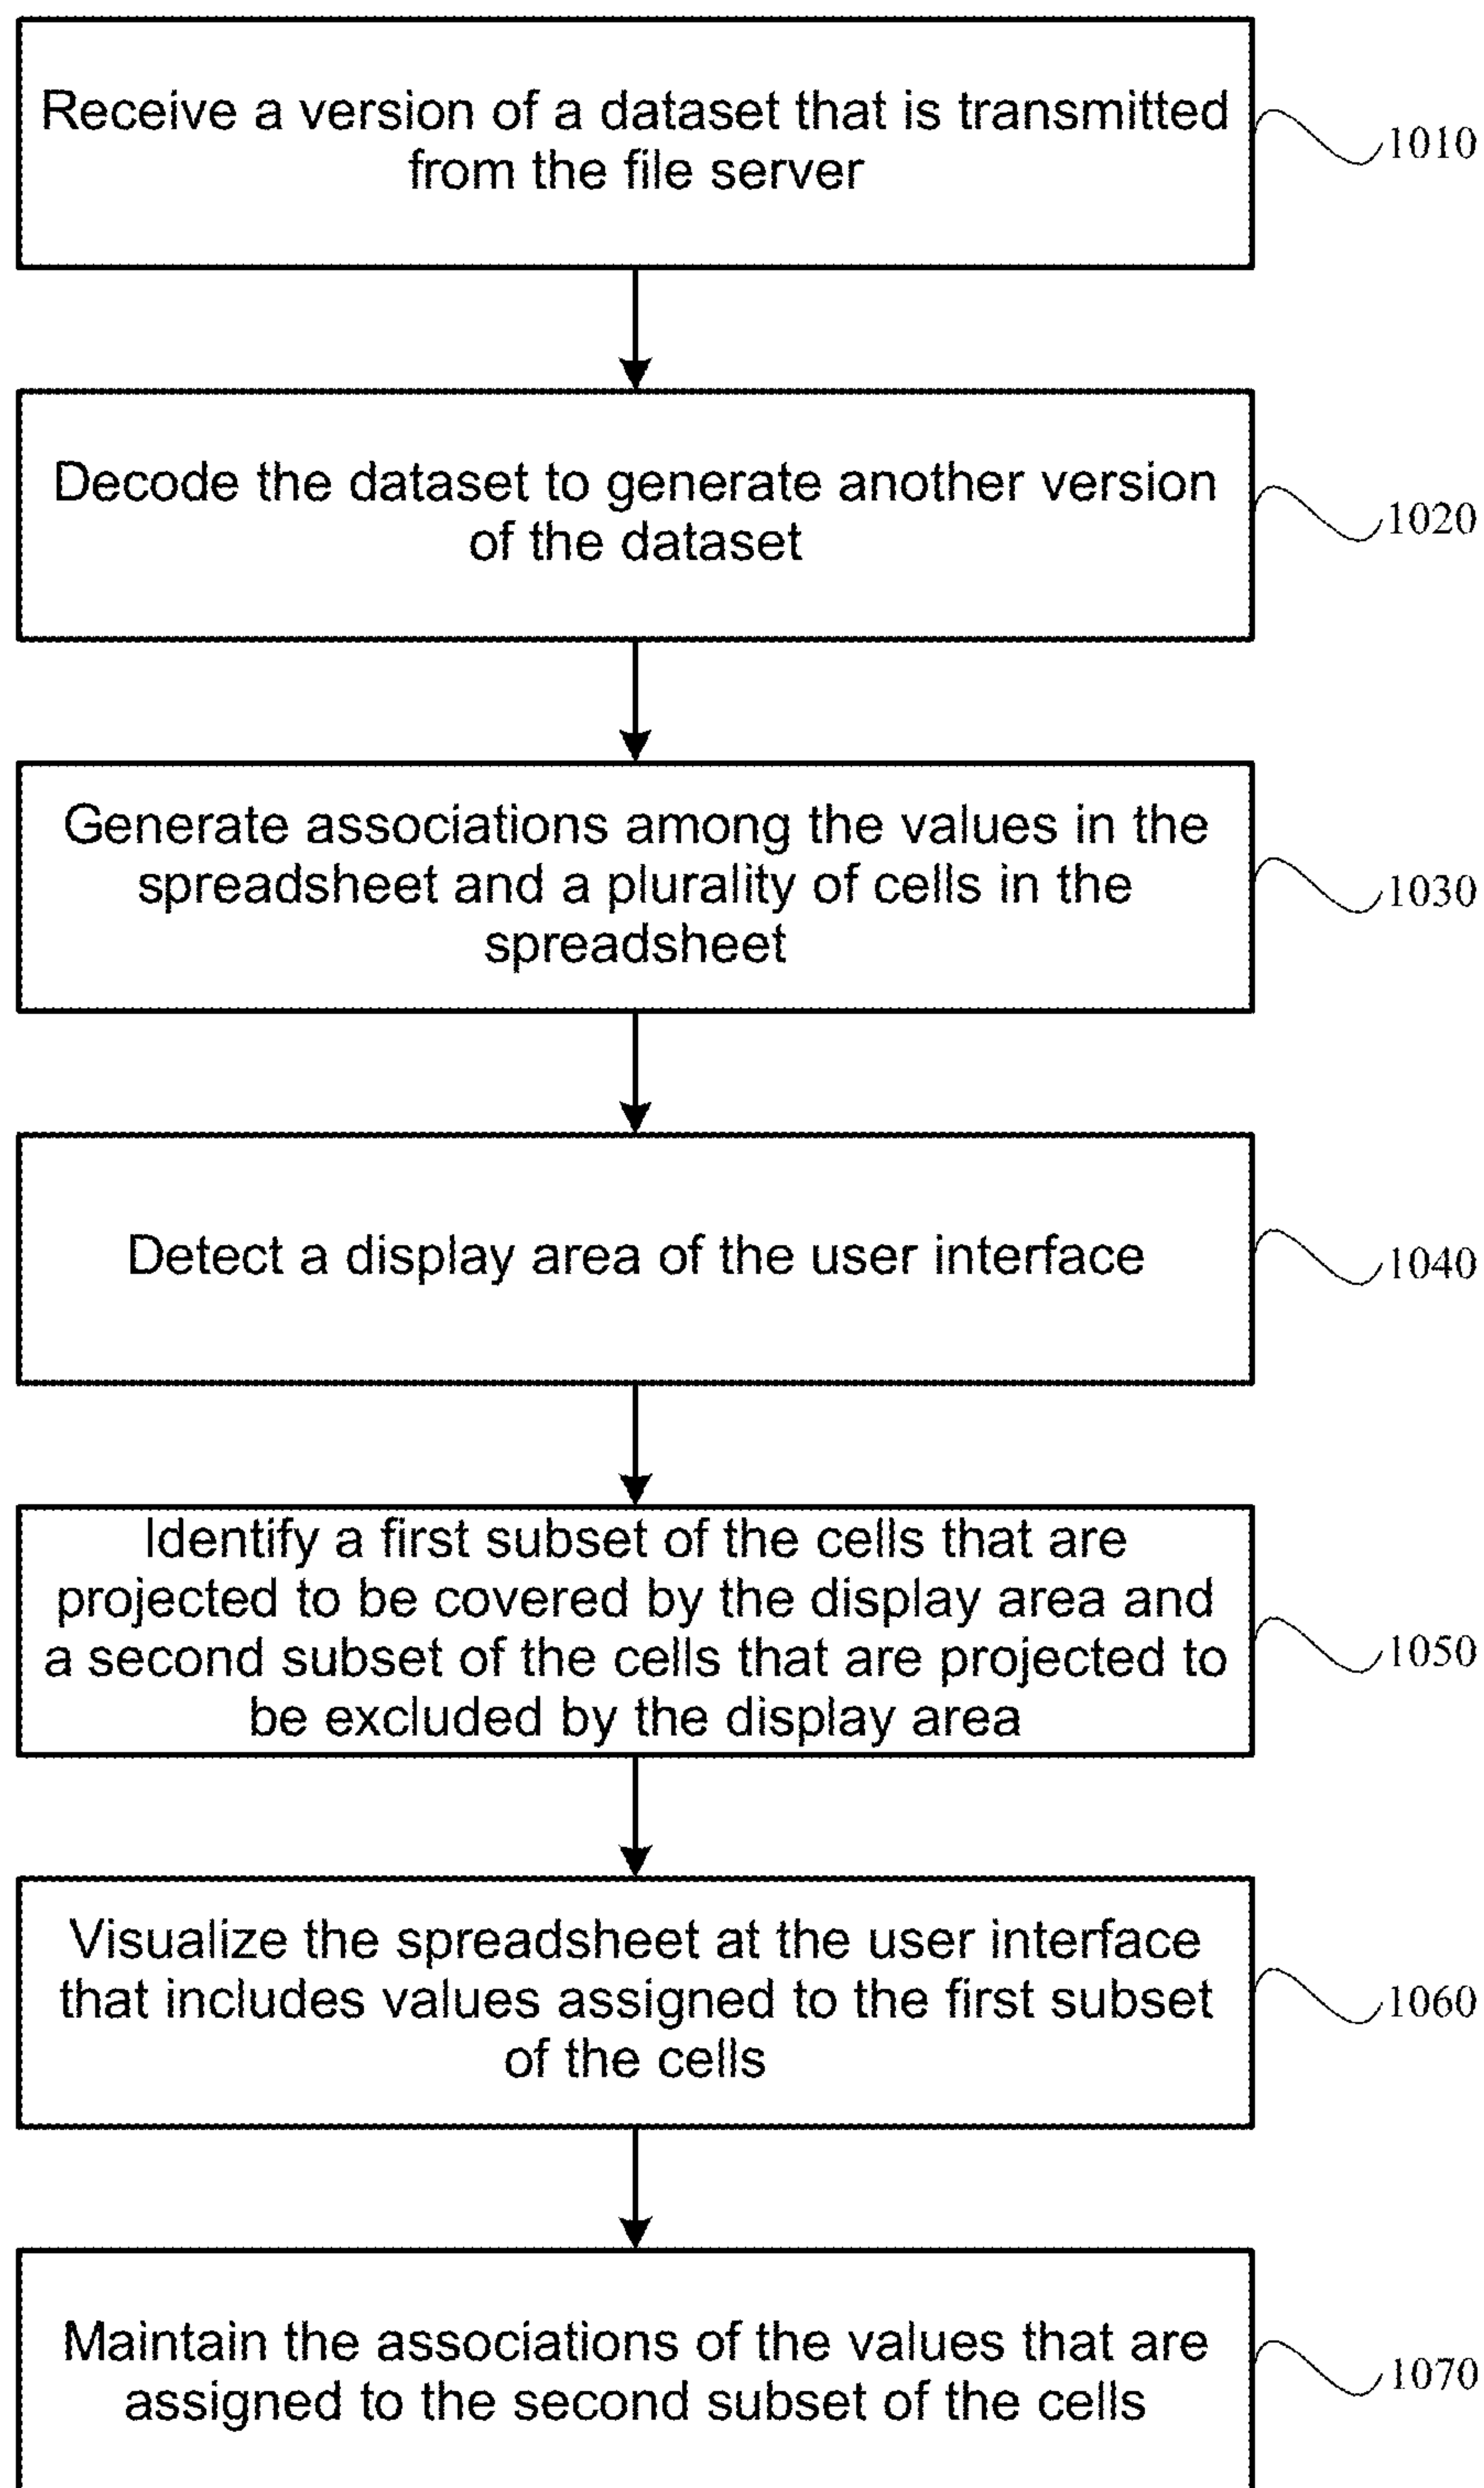 Receive a version of a dataset that is transmitted
from the file server
1010
Decode the dataset to generate another version
of the dataset
1020
Generate associations among the values in the
spreadsheet and a plurality of cells in the
spreadsheet
1030
Detect a display area of the user interface
1040
Identify a first subset of the cells that are
projected to be covered by the display area and
a second subset of the cells that are projected to
be excluded by the display area
1050
Visualize the spreadsheet at the user interface
that includes values assigned to the first subset
of the cells
1060
Maintain the associations of the values that are
assigned to the second subset of the cells
1070